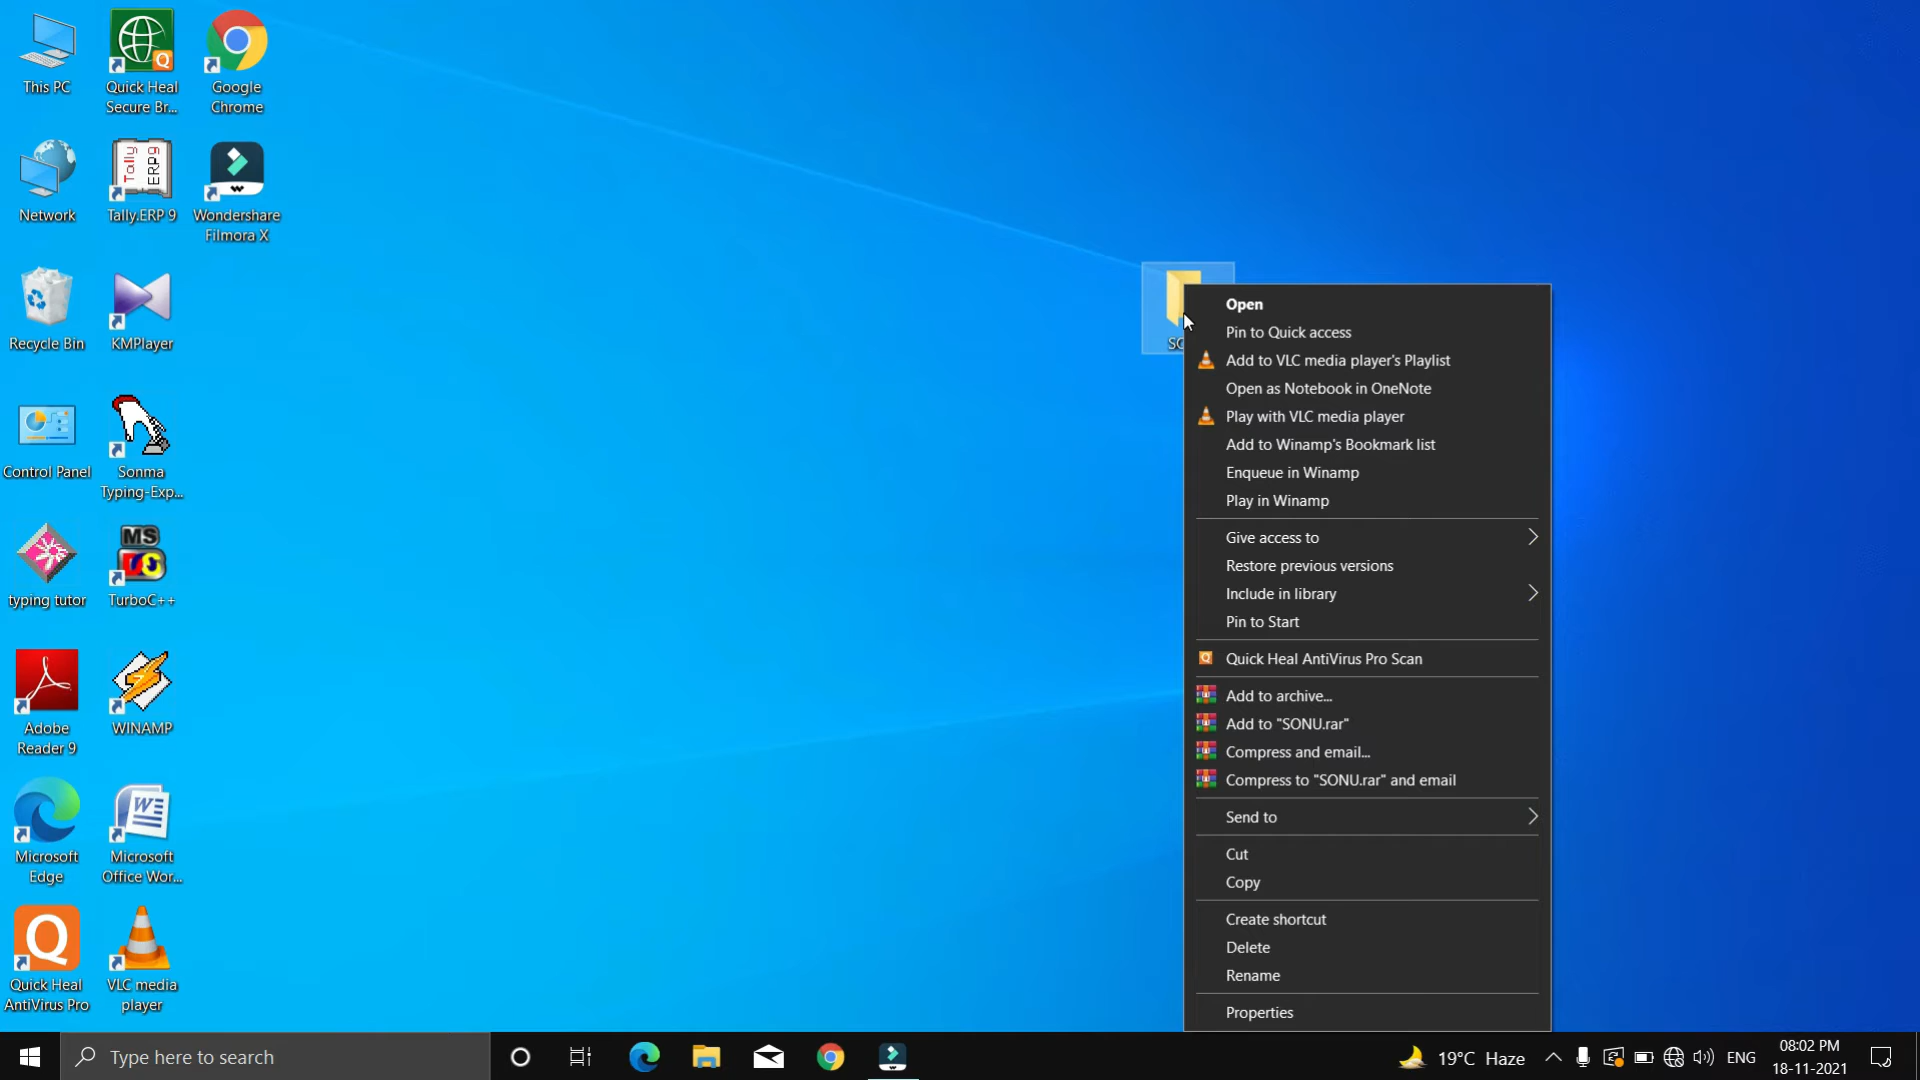 This PC
Quick Heal
Secure Br...
Google
Chrome
Network
Tally
ERP9
Tally.ERP 9
Wondershare
Filmora X
Recycle Bin
KMPlayer
Control Panel
Sonma
Typing-Exp...
typing tutor
MS
TurboC++
Adobe
Reader 9
WINAMP
Microsoft
Edge
Microsoft
Office Wor...
Quick Heal
AntiVirus Pro
VLC media
player
Open
Pin to Quick access
Add to VLC media player's Playlist
Open as Notebook in OneNote
Play with VLC media player
Add to Winamp's Bookmark list
Enqueue in Winamp
Play in Winamp
Give access to
Restore previous versions
Include in library
Pin to Start
Quick Heal AntiVirus Pro Scan
Add to archive...
Add to "SONU.rar"
Compress and email...
Compress to "SONU.rar" and email
Send to
Cut
Copy
Create shortcut
Delete
Rename
Properties
Type here to search
19°C Haze
ENG
08:02 PM
18-11-2021